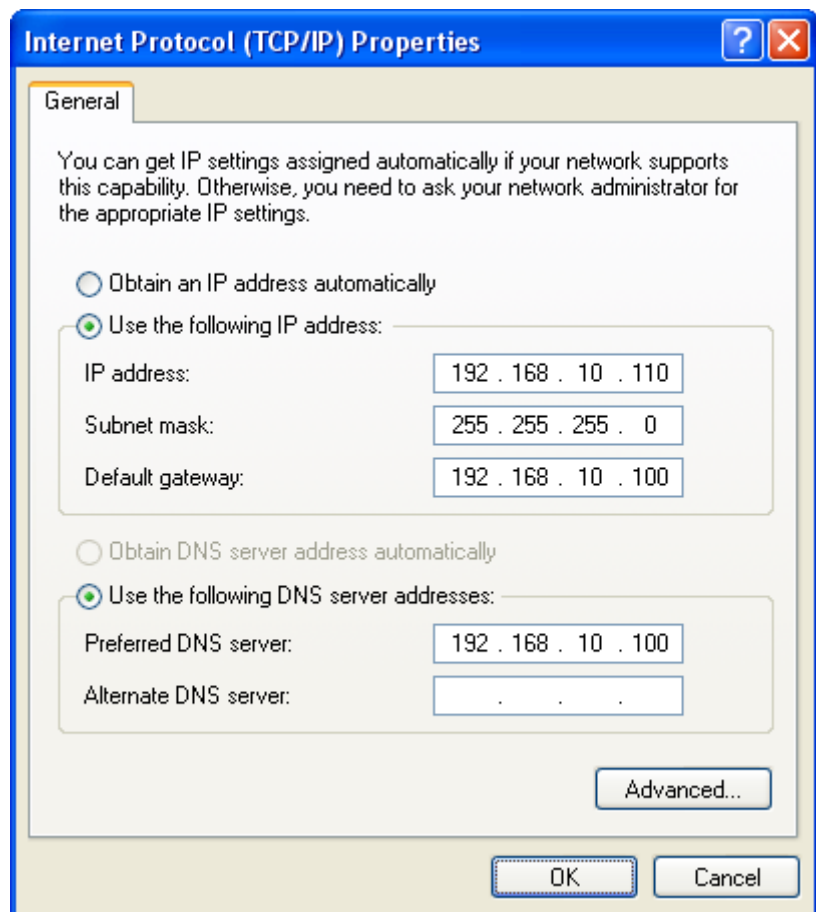 Internet Protocol (TCP/IP) Properties
General
You can get IP settings assigned automatically if your network supports
this capability. Otherwise, you need to ask your network administrator for
the appropriate IP settings.
Obtain an IP address automatically
Use the following IP address:
IP address: 192 . 168 . 10 . 110
Subnet mask: 255 . 255 . 255 . 0
Default gateway: 192 . 168 . 10 . 100
Obtain DNS server address automatically
Use the following DNS server addresses:
Preferred DNS server: 192 . 168 . 10 . 100
Alternate DNS server: . . .
Advanced...
OK Cancel